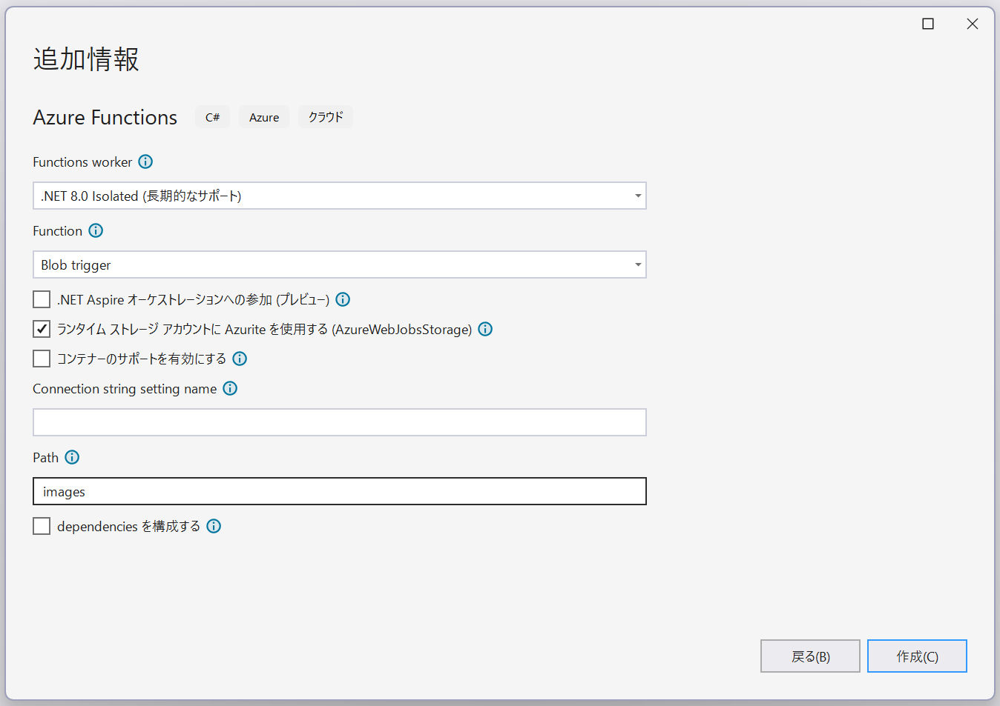 追加情報
Azure Functions C# Azure クラウド
Functions worker
.NET 8.0 Isolated (長期的なサポート)
Function
Blob trigger
.NET Aspire オーケストレーションへの参加 (プレビュー)
ランタイム ストレージ アカウントに Azurite を使用する (AzureWebJobsStorage)
コンテナーのサポートを有効にする
Connection string setting name
Path
images
dependencies を構成する
戻る(B) 作成(C)